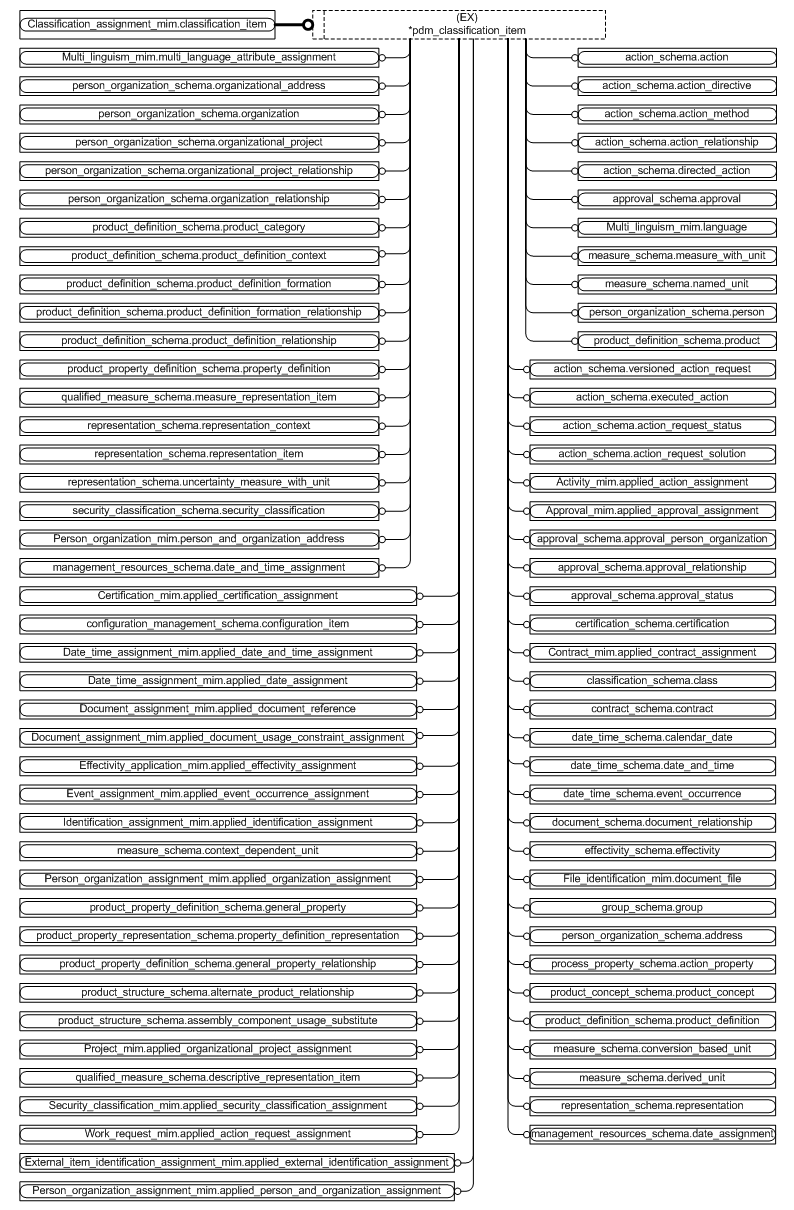 Classification_assignment_mim.classification_item
(EX)
*pdm_classification_item
Multi_linguism_mim.multi_language_attribute_assignment
person_organization_schema.organizational_address
person_organization_schema.organization
person_organization_schema.organizational_project
person_organization_schema.organizational_project_relationship
person_organization_schema.organization_relationship
product_definition_schema.product_category
product_definition_schema.product_definition_context
product_definition_schema.product_definition_formation
product_definition_schema.product_definition_formation_relationship
product_definition_schema.product_definition_relationship
product_property_definition_schema.property_definition
qualified_measure_schema.measure_representation_item
representation_schema.representation_context
representation_schema.representation_item
representation_schema.uncertainty_measure_with_unit
security_classification_schema.security_classification
Person_organization_mim.person_and_organization_address
management_resources_schema.date_and_time_assignment
Certification_mim.applied_certification_assignment
configuration_management_schema.configuration_item
Date_time_assignment_mim.applied_date_and_time_assignment
Date_time_assignment_mim.applied_date_assignment
Document_assignment_mim.applied_document_reference
Document_assignment_mim.applied_document_usage_constraint_assignment
Effectivity_application_mim.applied_effectivity_assignment
Event_assignment_mim.applied_event_occurrence_assignment
Identification_assignment_mim.applied_identification_assignment
measure_schema.context_dependent_unit
Person_organization_assignment_mim.applied_organization_assignment
product_property_definition_schema.general_property
product_property_representation_schema.property_definition_representation
product_property_definition_schema.general_property_relationship
product_structure_schema.alternate_product_relationship
product_structure_schema.assembly_component_usage_substitute
Project_mim.applied_organizational_project_assignment
qualified_measure_schema.descriptive_representation_item
Security_classification_mim.applied_security_classification_assignment
Work_request_mim.applied_action_request_assignment
External_item_identification_assignment_mim.applied_external_identification_assignment
Person_organization_assignment_mim.applied_person_and_organization_assignment
action_schema.action
action_schema.action_directive
action_schema.action_method
action_schema.action_relationship
action_schema.directed_action
approval_schema.approval
Multi_linguism_mim.language
measure_schema.measure_with_unit
measure_schema.named_unit
person_organization_schema.person
product_definition_schema.product
action_schema.versioned_action_request
action_schema.executed_action
action_schema.action_request_status
action_schema.action_request_solution
Activity_mim.applied_action_assignment
Approval_mim.applied_approval_assignment
approval_schema.approval_person_organization
approval_schema.approval_relationship
approval_schema.approval_status
certification_schema.certification
Contract_mim.applied_contract_assignment
classification_schema.class
contract_schema.contract
date_time_schema.calendar_date
date_time_schema.date_and_time
date_time_schema.event_occurrence
document_schema.document_relationship
effectivity_schema.effectivity
File_identification_mim.document_file
group_schema.group
person_organization_schema.address
process_property_schema.action_property
product_concept_schema.product_concept
product_definition_schema.product_definition
measure_schema.conversion_based_unit
measure_schema.derived_unit
representation_schema.representation
management_resources_schema.date_assignment